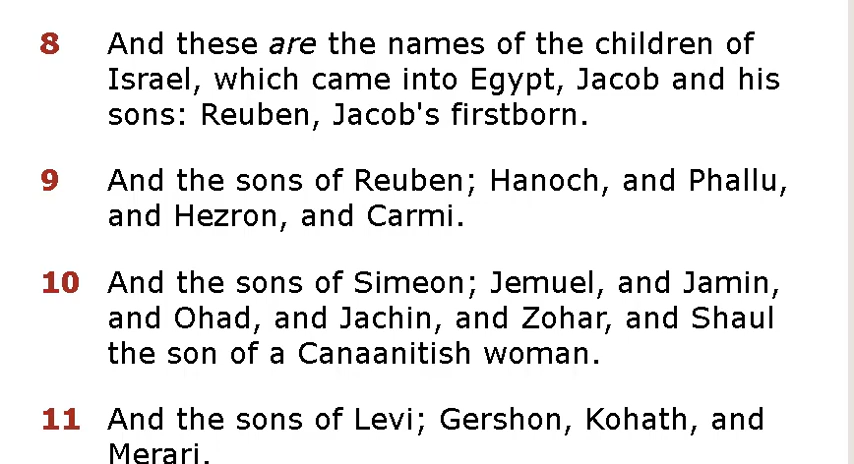 8 And these are the names of the children of
Israel, which came into Egypt, Jacob and his
sons: Reuben, Jacob's firstborn.
9 And the sons of Reuben; Hanoch, and Phallu,
and Hezron, and Carmi.
10 And the sons of Simeon; Jemuel, and Jamin,
and Ohad, and Jachin, and Zohar, and Shaul
the son of a Canaanitish woman.
11 And the sons of Levi; Gershon, Kohath, and
Merari.